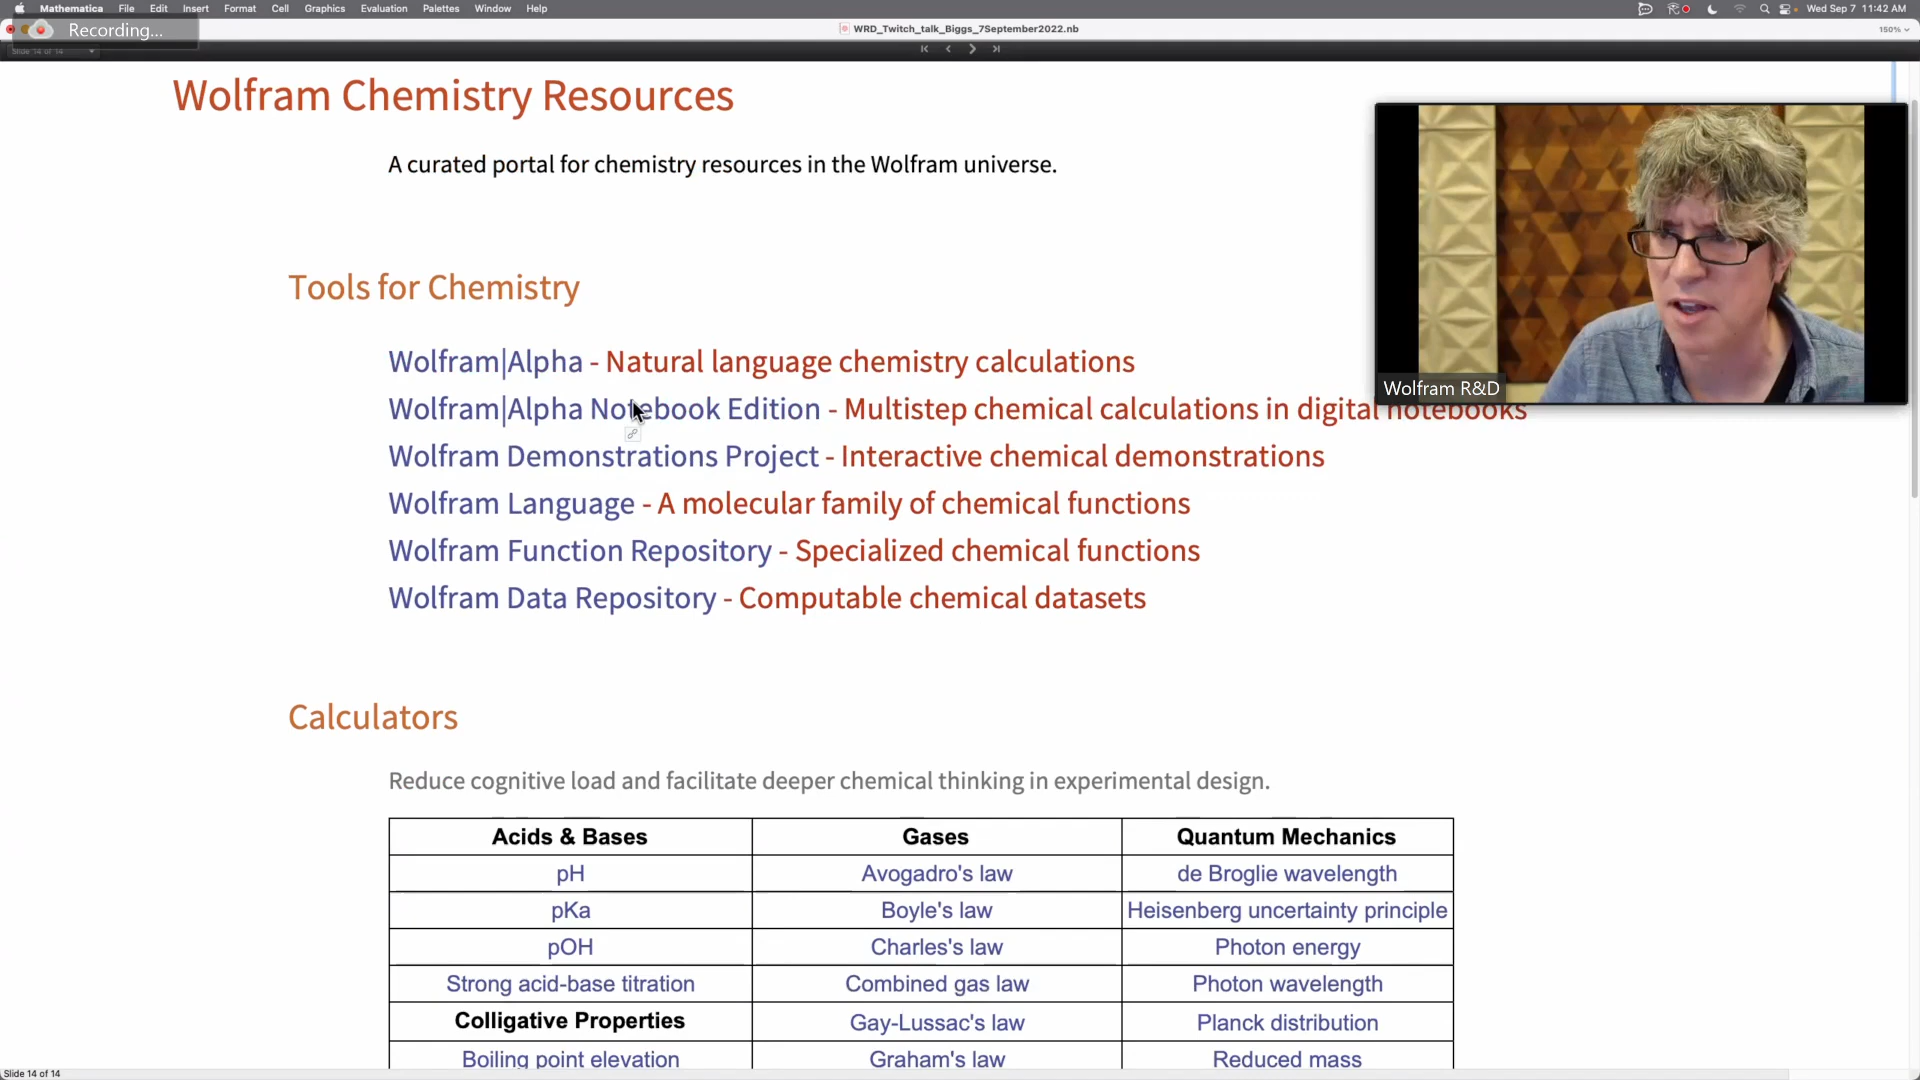 Mathematica File Edit Insert Format Cell Graphics Evaluation Palettes Window Help Wed Sep 7 11:42 AM
Recording...
WRD_Twitch_talk_Biggs_7September2022.nb
150%
Slide 14 of 14
Wolfram Chemistry Resources
A curated portal for chemistry resources in the Wolfram universe.
Tools for Chemistry
Wolfram|Alpha - Natural language chemistry calculations
Wolfram R&D
Wolfram|Alpha Notebook Edition - Multistep chemical calculations in digital notebooks
Wolfram Demonstrations Project - Interactive chemical demonstrations
Wolfram Language - A molecular family of chemical functions
Wolfram Function Repository - Specialized chemical functions
Wolfram Data Repository - Computable chemical datasets
Calculators
Reduce cognitive load and facilitate deeper chemical thinking in experimental design.
Acids & Bases Gases Quantum Mechanics
pH Avogadro's law de Broglie wavelength
pKa Boyle's law Heisenberg uncertainty principle
pOH Charles's law Photon energy
Strong acid-base titration Combined gas law Photon wavelength
Colligative Properties Gay-Lussac's law Planck distribution
Boiling point elevation Graham's law Reduced mass
Slide 14 of 14